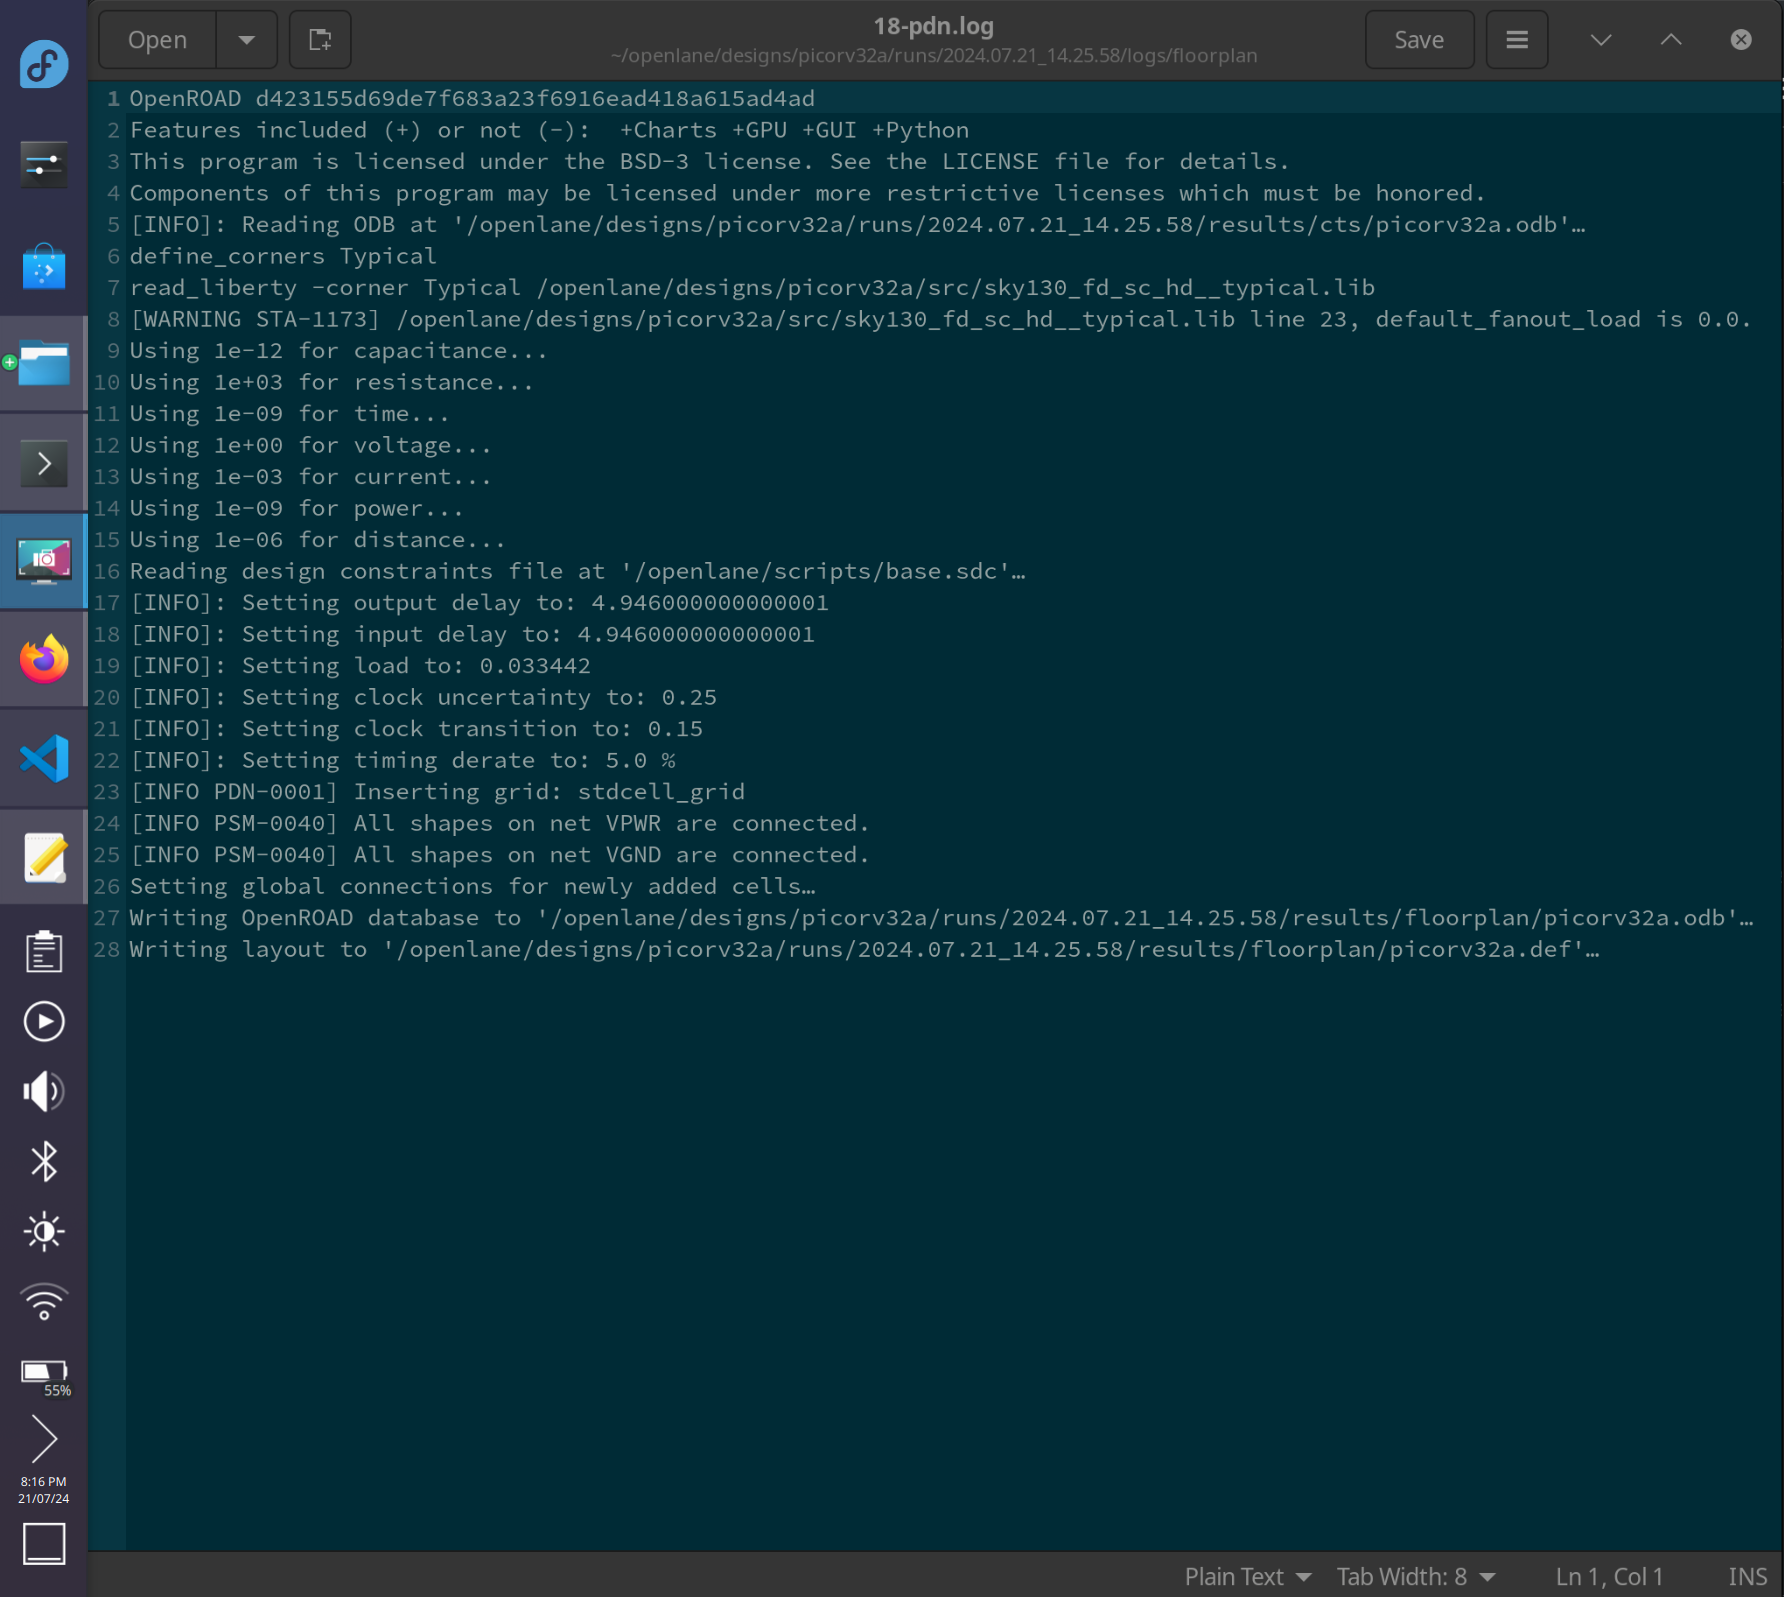 Open
18-pdn.log
~/openlane/designs/picorv32a/runs/2024.07.21_14.25.58/logs/floorplan
Save
1 OpenROAD d423155d69de7f683a23f6916ead418a615ad4ad
2 Features included (+) or not (-):  +Charts +GPU +GUI +Python
3 This program is licensed under the BSD-3 license. See the LICENSE file for details.
4 Components of this program may be licensed under more restrictive licenses which must be honored.
5 [INFO]: Reading ODB at '/openlane/designs/picorv32a/runs/2024.07.21_14.25.58/results/cts/picorv32a.odb'…
6 define_corners Typical
7 read_liberty -corner Typical /openlane/designs/picorv32a/src/sky130_fd_sc_hd__typical.lib
8 [WARNING STA-1173] /openlane/designs/picorv32a/src/sky130_fd_sc_hd__typical.lib line 23, default_fanout_load is 0.0.
9 Using 1e-12 for capacitance...
10 Using 1e+03 for resistance...
11 Using 1e-09 for time...
12 Using 1e+00 for voltage...
13 Using 1e-03 for current...
14 Using 1e-09 for power...
15 Using 1e-06 for distance...
16 Reading design constraints file at '/openlane/scripts/base.sdc'…
17 [INFO]: Setting output delay to: 4.946000000000001
18 [INFO]: Setting input delay to: 4.946000000000001
19 [INFO]: Setting load to: 0.033442
20 [INFO]: Setting clock uncertainty to: 0.25
21 [INFO]: Setting clock transition to: 0.15
22 [INFO]: Setting timing derate to: 5.0 %
23 [INFO PDN-0001] Inserting grid: stdcell_grid
24 [INFO PSM-0040] All shapes on net VPWR are connected.
25 [INFO PSM-0040] All shapes on net VGND are connected.
26 Setting global connections for newly added cells…
27 Writing OpenROAD database to '/openlane/designs/picorv32a/runs/2024.07.21_14.25.58/results/floorplan/picorv32a.odb'…
28 Writing layout to '/openlane/designs/picorv32a/runs/2024.07.21_14.25.58/results/floorplan/picorv32a.def'…
55%
8:16 PM
21/07/24
Plain Text
Tab Width: 8
Ln 1, Col 1
INS